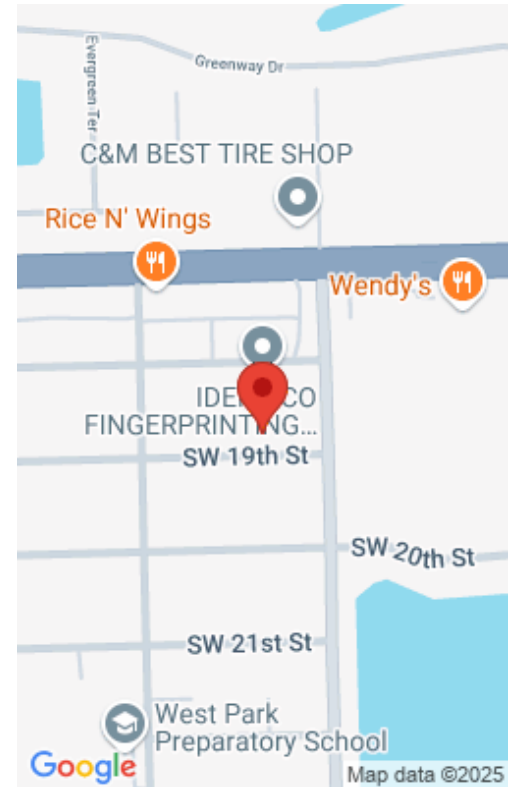 Greenway Dr
Evergreen Ter
C&M BEST TIRE SHOP
Rice N' Wings
Wendy's
FINGERPRINTING...
SW 19th St
SW 20th St
SW 21st St
West Park
Preparatory School
Google
Map data ©2025